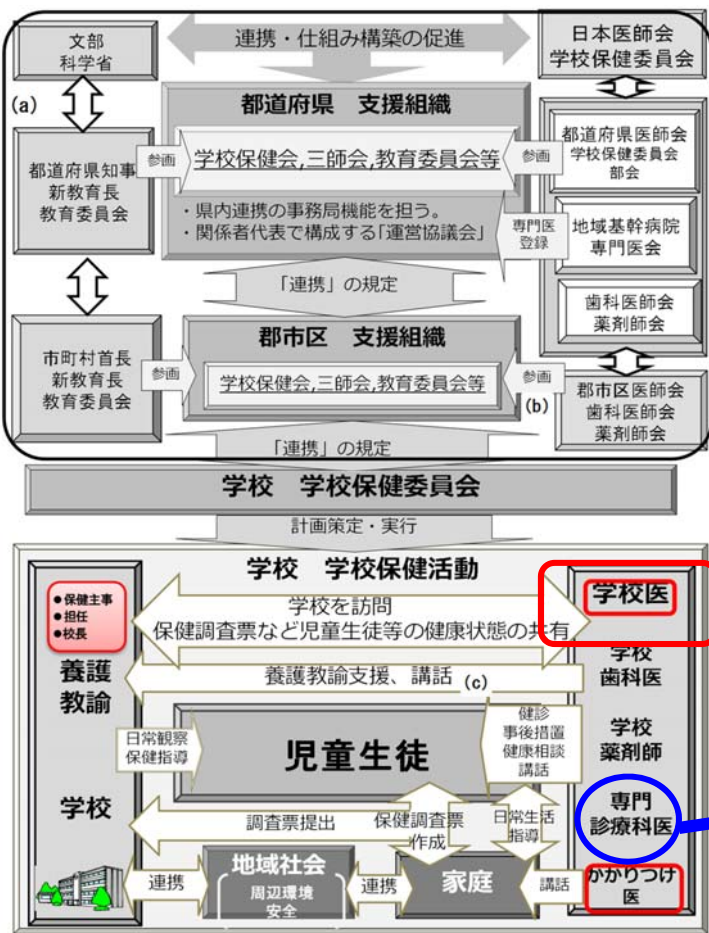 文部
科学省
連携・仕組み構築の促進
日本医師会
学校保健委員会
(a)
都道府県　支援組織
都道府県知事
新教育長
教育委員会
参画
学校保健会,三師会,教育委員会等
参画
都道府県医師会
学校保健委員会
部会
・県内連携の事務局機能を担う。
・関係者代表で構成する「運営協議会」
専門医
登録
地域基幹病院
専門医会
「連携」の規定
歯科医師会
薬剤師会
郡市区　支援組織
市町村首長
新教育長
教育委員会
参画
学校保健会,三師会,教育委員会等
参画
(b)
郡市区医師会
歯科医師会
薬剤師会
「連携」の規定
学校　学校保健委員会
計画策定・実行
学校　学校保健活動
●保健主事
●担任
●校長
学校を訪問
保健調査票など児童生徒等の健康状態の共有
学校医
養護
教諭
養護教諭支援、講話
(c)
学校
歯科医
日常観察
保健指導
児童生徒
健診
事後措置
健康相談
講話
学校
薬剤師
学校
調査票提出
保健調査票
作成
日常生活
指導
専門
診療科医
連携
地域社会
周辺環境
安全
連携
家庭
講話
かかりつけ
医